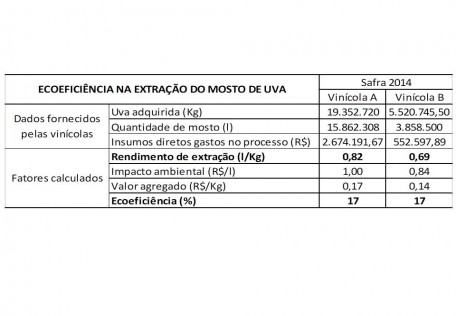 ECOEFICIÊNCIA NA EXTRAÇÃO DO MOSTO DE UVA Safra 2014
Vinícola A Vinícola B
Dados fornecidos pelas vinícolas
Uva adquirida (Kg) 19.352.720 5.520.745,50
Quantidade de mosto (l) 15.862.308 3.858.500
Insumos diretos gastos no processo (R$) 2.674.191,67 552.597,89
Fatores calculados
Rendimento de extração (l/Kg) 0,82 0,69
Impacto ambiental (R$/l) 1,00 0,84
Valor agregado (R$/Kg) 0,17 0,14
Ecoeficiência (%) 17 17